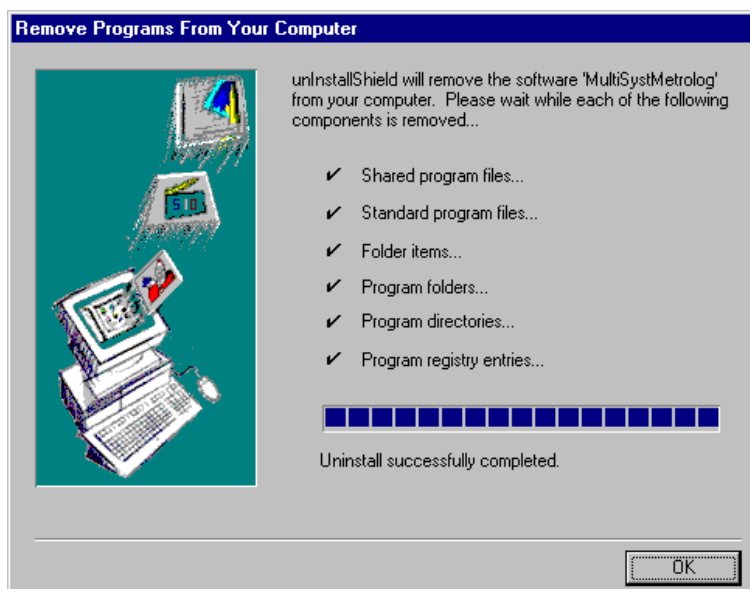 Remove Programs From Your Computer
unInstallShield will remove the software 'MultiSystMetrolog'
from your computer. Please wait while each of the following
components is removed...
✔ Shared program files...
✔ Standard program files...
✔ Folder items...
✔ Program folders...
✔ Program directories...
✔ Program registry entries...
Uninstall successfully completed.
OK